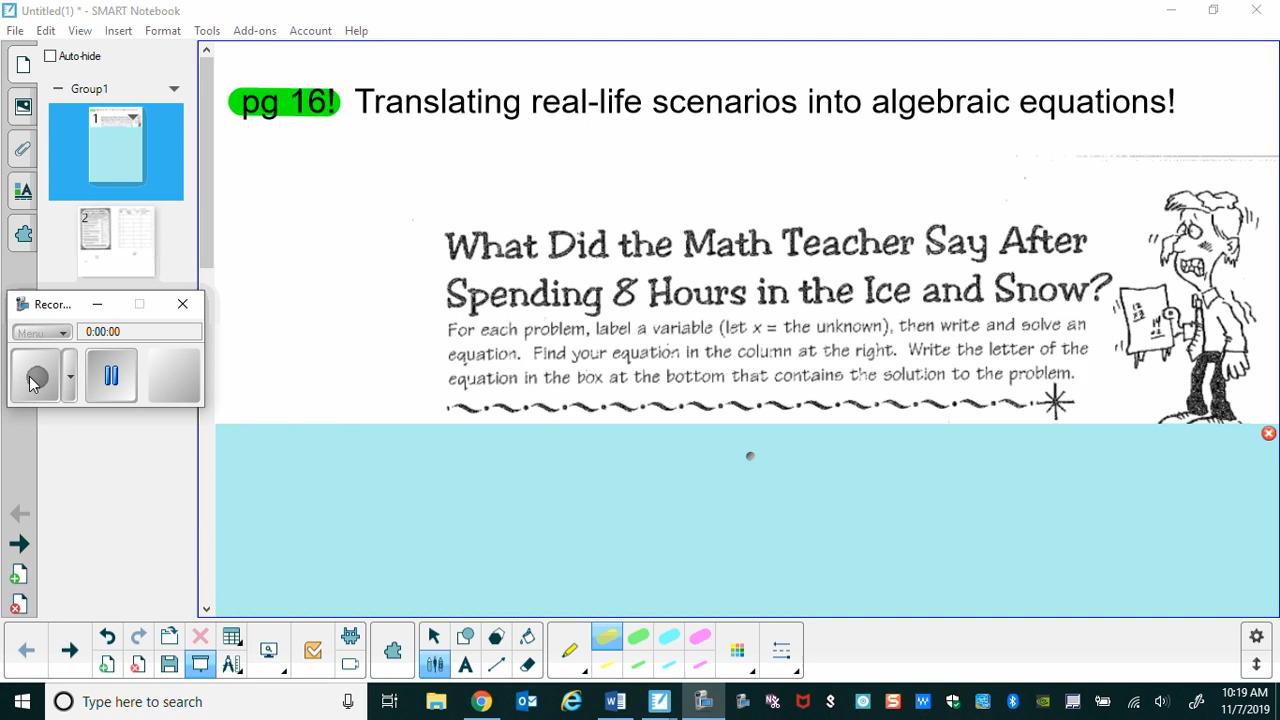 Untitled(1) * - SMART Notebook
File Edit View Insert Format Tools Add-ons Account Help
Auto-hide
Group1
1
2
Recor...
Menu
0:00:00
pg 16! Translating real-life scenarios into algebraic equations!
What Did the Math Teacher Say After
Spending 8 Hours in the Ice and Snow?
For each problem, label a variable (let x = the unknown), then write and solve an
equation. Find your equation in the column at the right. Write the letter of the
equation in the box at the bottom that contains the solution to the problem.
Type here to search
10:19 AM
11/7/2019